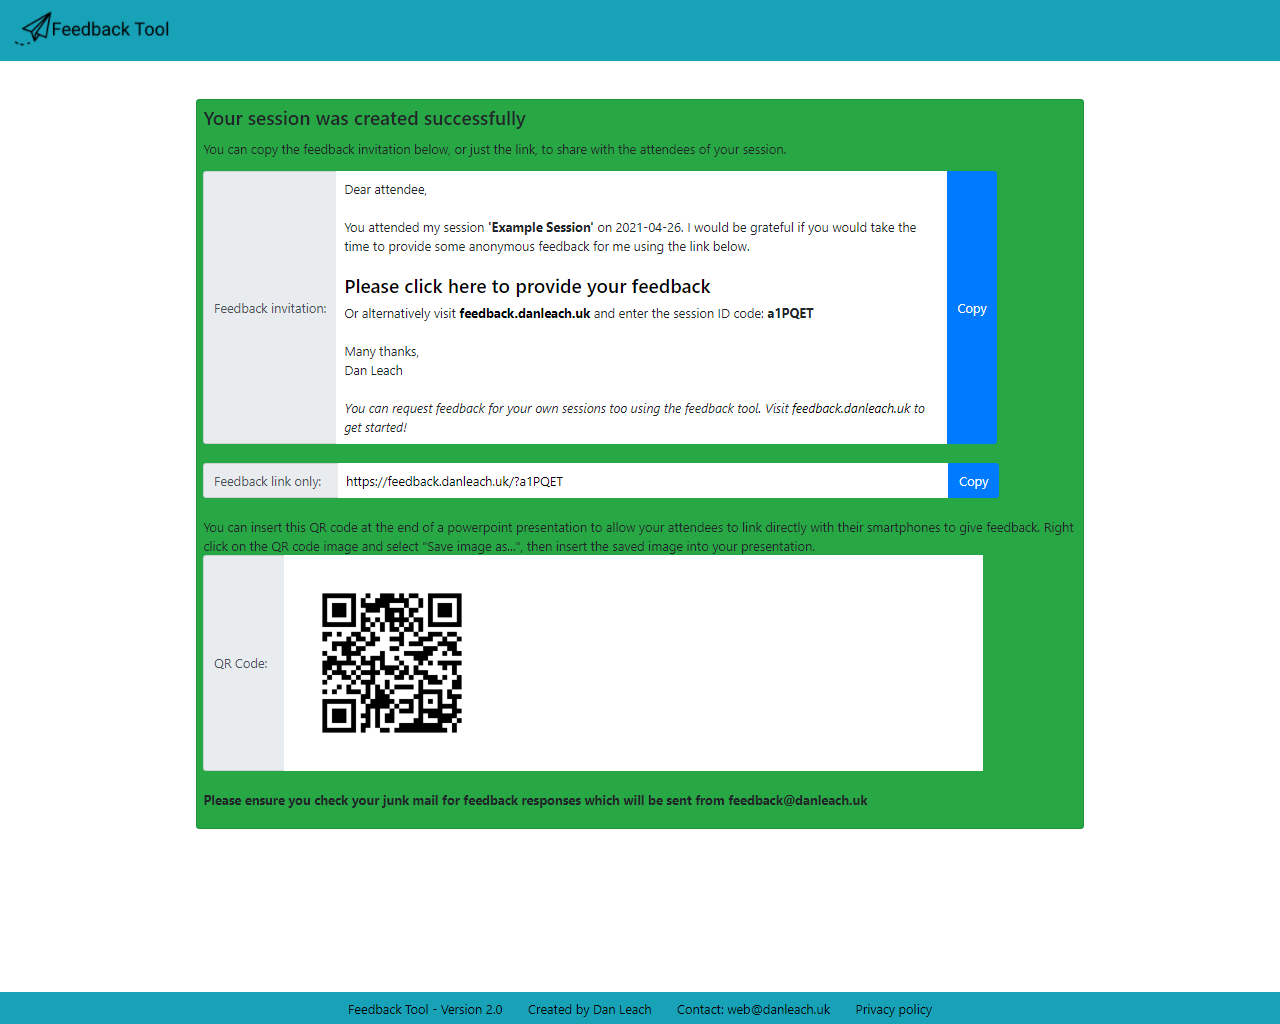 Feedback Tool
Your session was created successfully
You can copy the feedback invitation below, or just the link, to share with the attendees of your session.
Feedback invitation:
Dear attendee,
You attended my session 'Example Session' on 2021-04-26. I would be grateful if you would take the
time to provide some anonymous feedback for me using the link below.
Please click here to provide your feedback
Or alternatively visit feedback.danleach.uk and enter the session ID code: a1PQET
Many thanks,
Dan Leach
You can request feedback for your own sessions too using the feedback tool. Visit feedback.danleach.uk to
get started!
Copy
Feedback link only: https://feedback.danleach.uk/?a1PQET Copy
You can insert this QR code at the end of a powerpoint presentation to allow your attendees to link directly with their smartphones to give feedback. Right
click on the QR code image and select "Save image as...", then insert the saved image into your presentation.
QR Code:
Please ensure you check your junk mail for feedback responses which will be sent from feedback@danleach.uk
Feedback Tool - Version 2.0 Created by Dan Leach Contact: web@danleach.uk Privacy policy